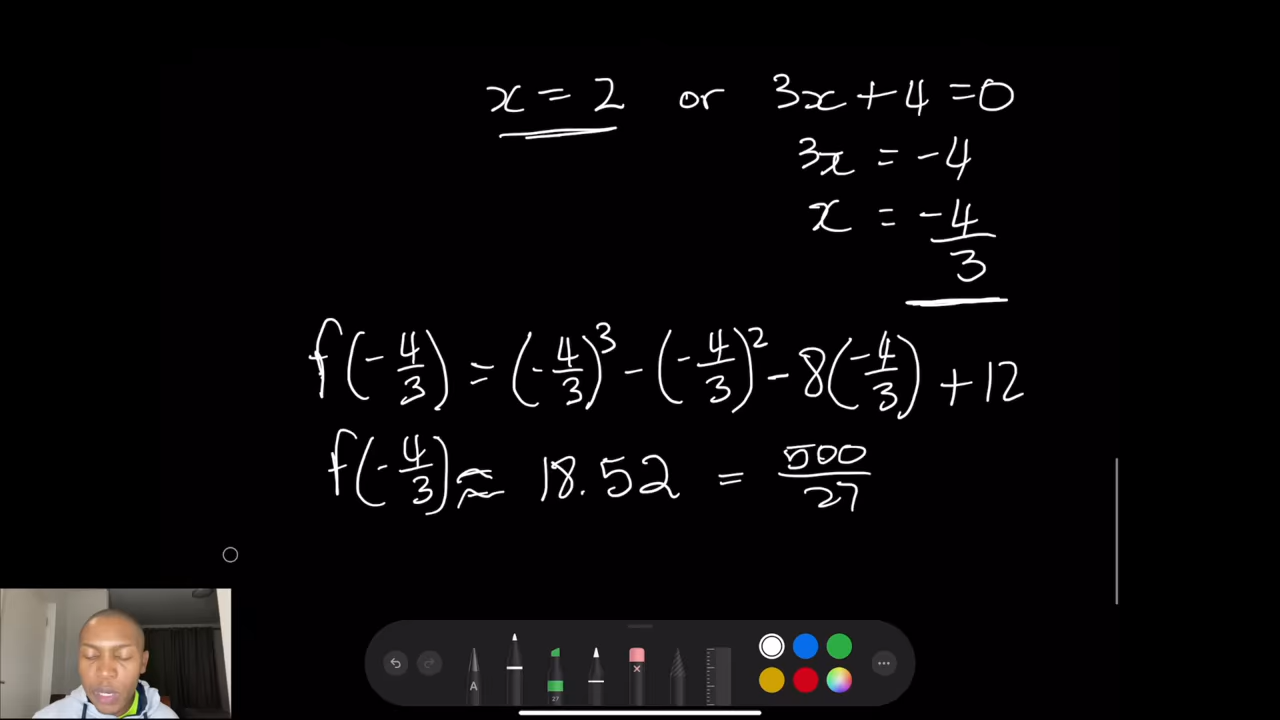 x = 2 or 3x + 4 = 0
3x = -4
x = -4/3
f(-4/3) = (-4/3)³ - (-4/3)² - 8(-4/3) + 12
f(-4/3) ≈ 18.52 = 500/27
A
27